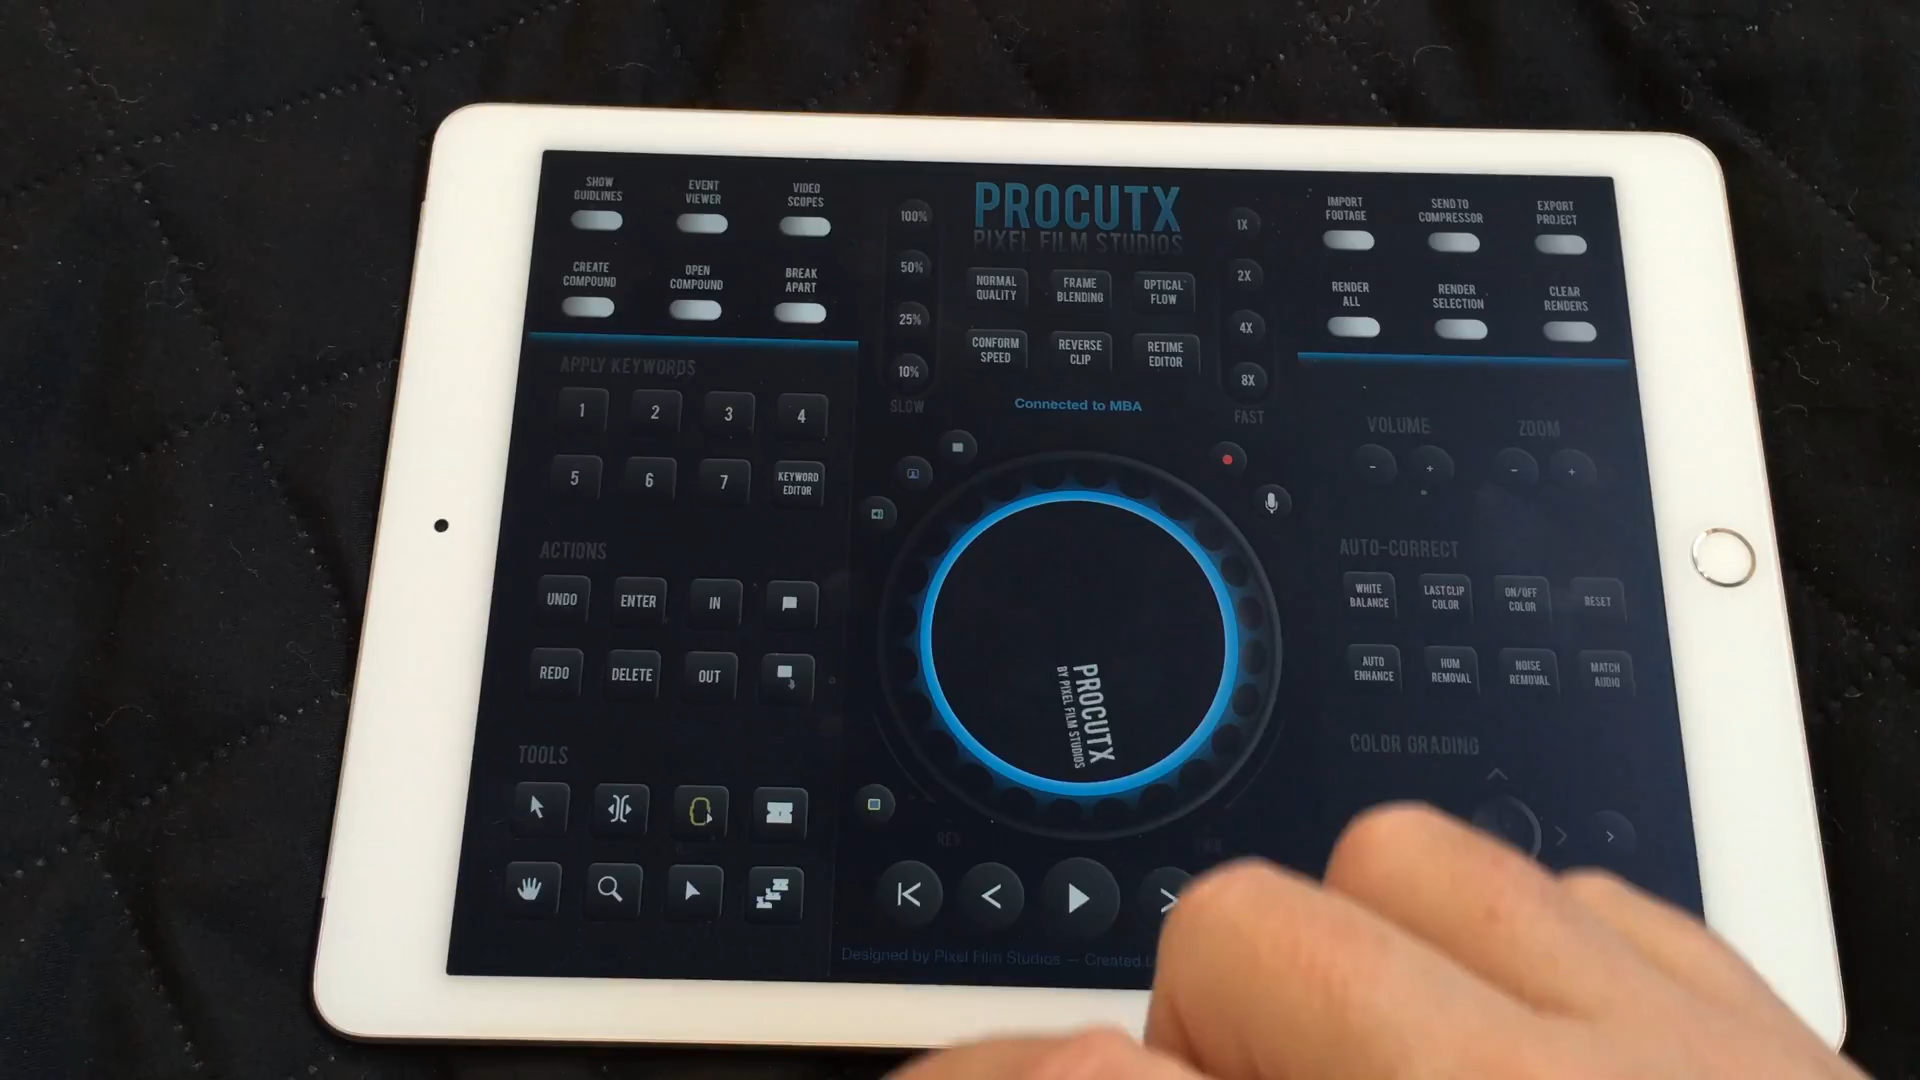 SHOW
GUIDLINES
EVENT
VIEWER
VIDEO
SCOPES
CREATE
COMPOUND
OPEN
COMPOUND
BREAK
APART
100%
50%
25%
10%
SLOW
PROCUTX
PIXEL FILM STUDIOS
NORMAL
QUALITY
FRAME
BLENDING
OPTICAL
FLOW
CONFORM
SPEED
REVERSE
CLIP
RETIME
EDITOR
Connected to MBA
1X
2X
4X
8X
FAST
IMPORT
FOOTAGE
SEND TO
COMPRESSOR
EXPORT
PROJECT
RENDER
ALL
RENDER
SELECTION
CLEAR
RENDERS
APPLY KEYWORDS
1
2
3
4
5
6
7
KEYWORD
EDITOR
ACTIONS
UNDO
ENTER
IN
REDO
DELETE
OUT
TOOLS
PROCUTX
BY PIXEL FILM STUDIOS
REV
Designed by Pixel Film Studios – Created
VOLUME
ZOOM
- +
- +
AUTO-CORRECT
WHITE
BALANCE
LAST CLIP
COLOR
ON/OFF
COLOR
RESET
AUTO
ENHANCE
HUM
REMOVAL
NOISE
REMOVAL
MATCH
AUDIO
COLOR GRADING